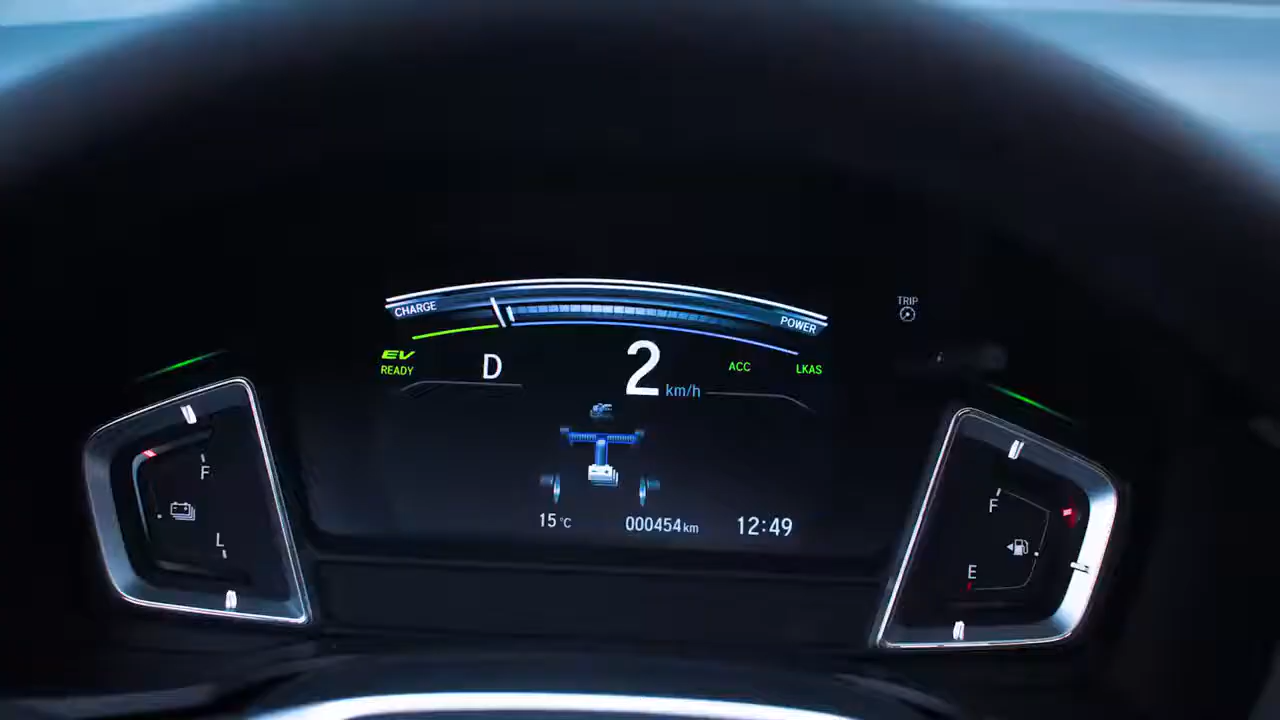 CHARGE
POWER
TRIP
EV
READY
D
2 km/h
ACC
LKAS
F
L
F
E
15 °C
000454 km
12:49